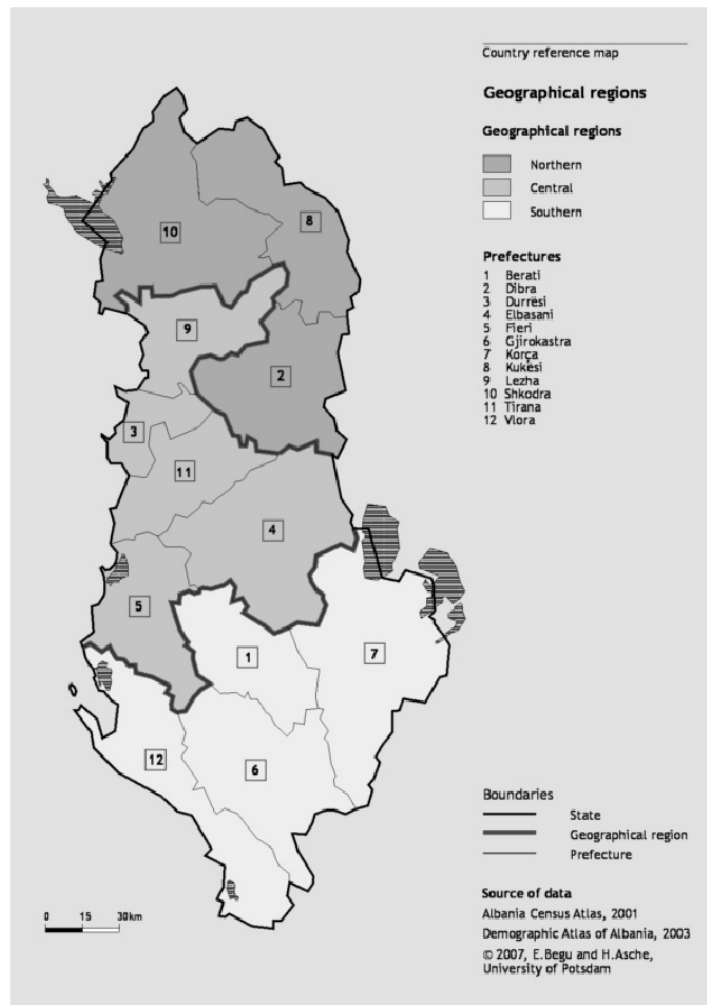 Country reference map
Geographical regions
Geographical regions
Northern
Central
Southern
Prefectures
1 Berati
2 Dibra
3 Durrësi
4 Elbasani
5 Fieri
6 Gjirokastra
7 Korça
8 Kukësi
9 Lezha
10 Shkodra
11 Tirana
12 Vlora
10
8
9
2
3
11
4
5
1
7
12
6
0 15 30km
Boundaries
State
Geographical region
Prefecture
Source of data
Albania Census Atlas, 2001
Demographic Atlas of Albania, 2003
© 2007, E.Begu and H.Asche,
University of Potsdam